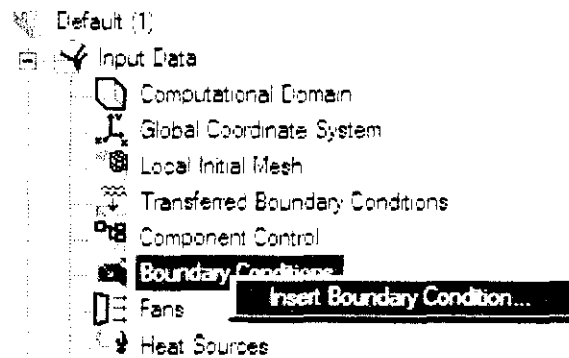 Default (1)
Input Data
Computational Domain
Global Coordinate System
Local Initial Mesh
Transferred Boundary Conditions
Component Control
Boundary Conditions
Insert Boundary Condition...
Fans
Heat Sources